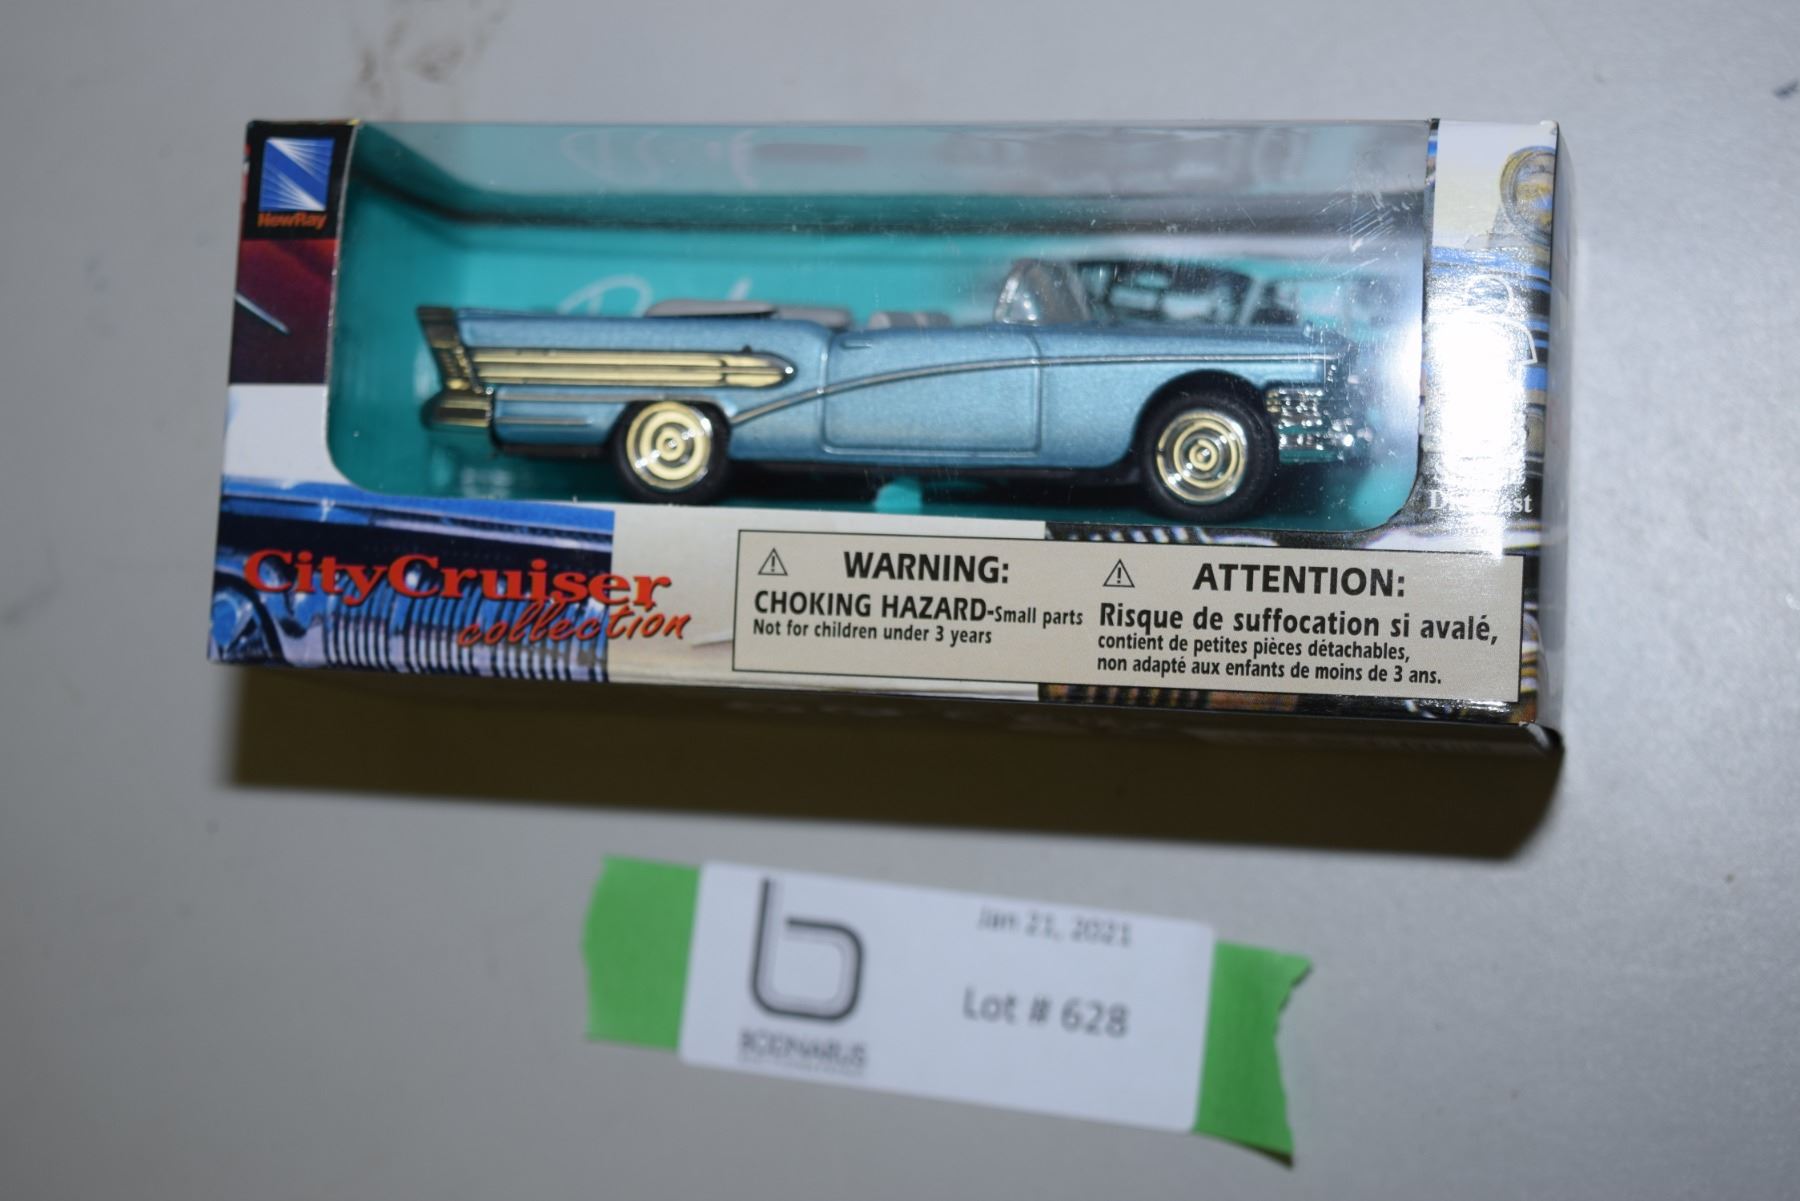 NewRay
CityCruiser
collection
WARNING:
CHOKING HAZARD-Small parts
Not for children under 3 years
ATTENTION:
Risque de suffocation si avalé,
contient de petites pièces détachables,
non adapté aux enfants de moins de 3 ans.
b
Jan 21, 2021
Lot # 628
BODNARUS